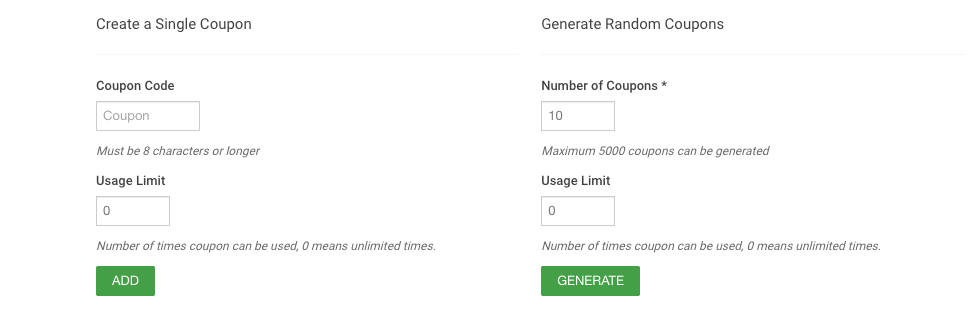 Create a Single Coupon
Coupon Code
Coupon
Must be 8 characters or longer
Usage Limit
0
Number of times coupon can be used, 0 means unlimited times.
ADD
Generate Random Coupons
Number of Coupons *
10
Maximum 5000 coupons can be generated
Usage Limit
0
Number of times coupon can be used, 0 means unlimited times.
GENERATE